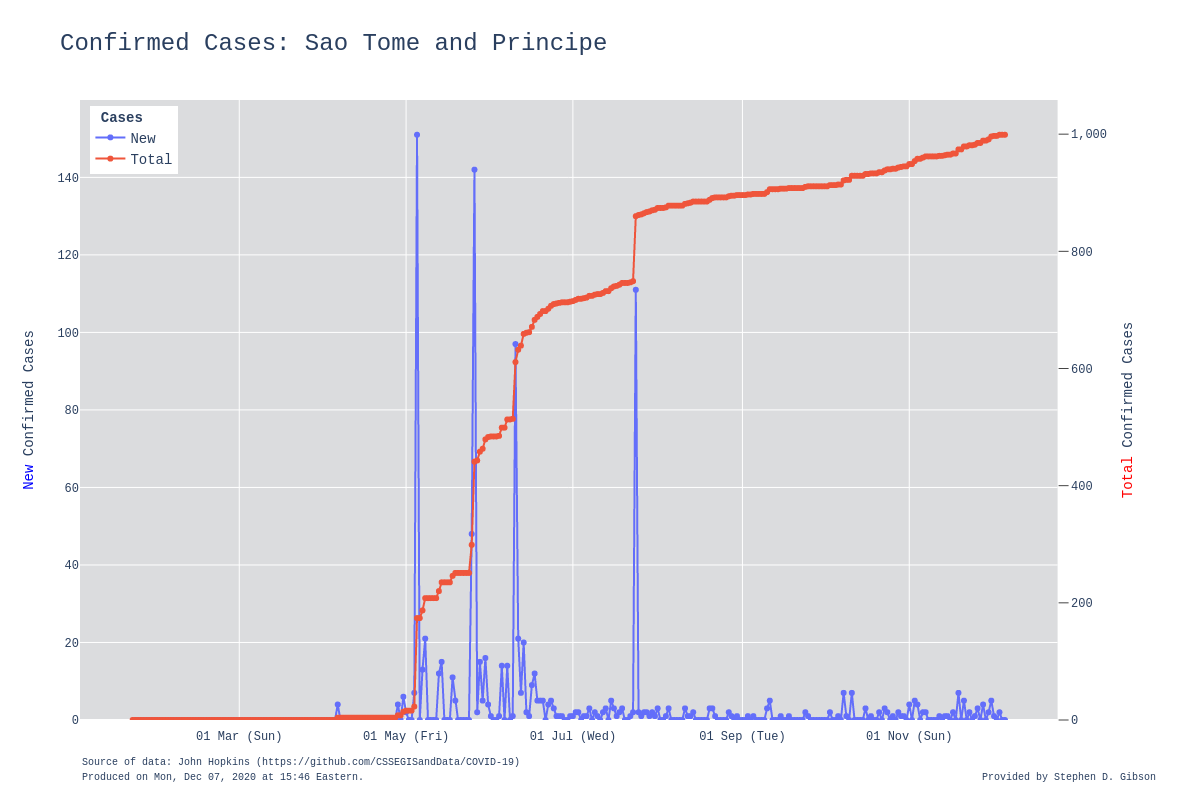 Confirmed Cases: Sao Tome and Principe
Cases
New
Total
140
120
100
80
60
40
20
0
1,000
800
600
400
200
0
New Confirmed Cases
Total Confirmed Cases
01 Mar (Sun)
01 May (Fri)
01 Jul (Wed)
01 Sep (Tue)
01 Nov (Sun)
Source of data: John Hopkins (https://github.com/CSSEGISandData/COVID-19)
Produced on Mon, Dec 07, 2020 at 15:46 Eastern.
Provided by Stephen D. Gibson